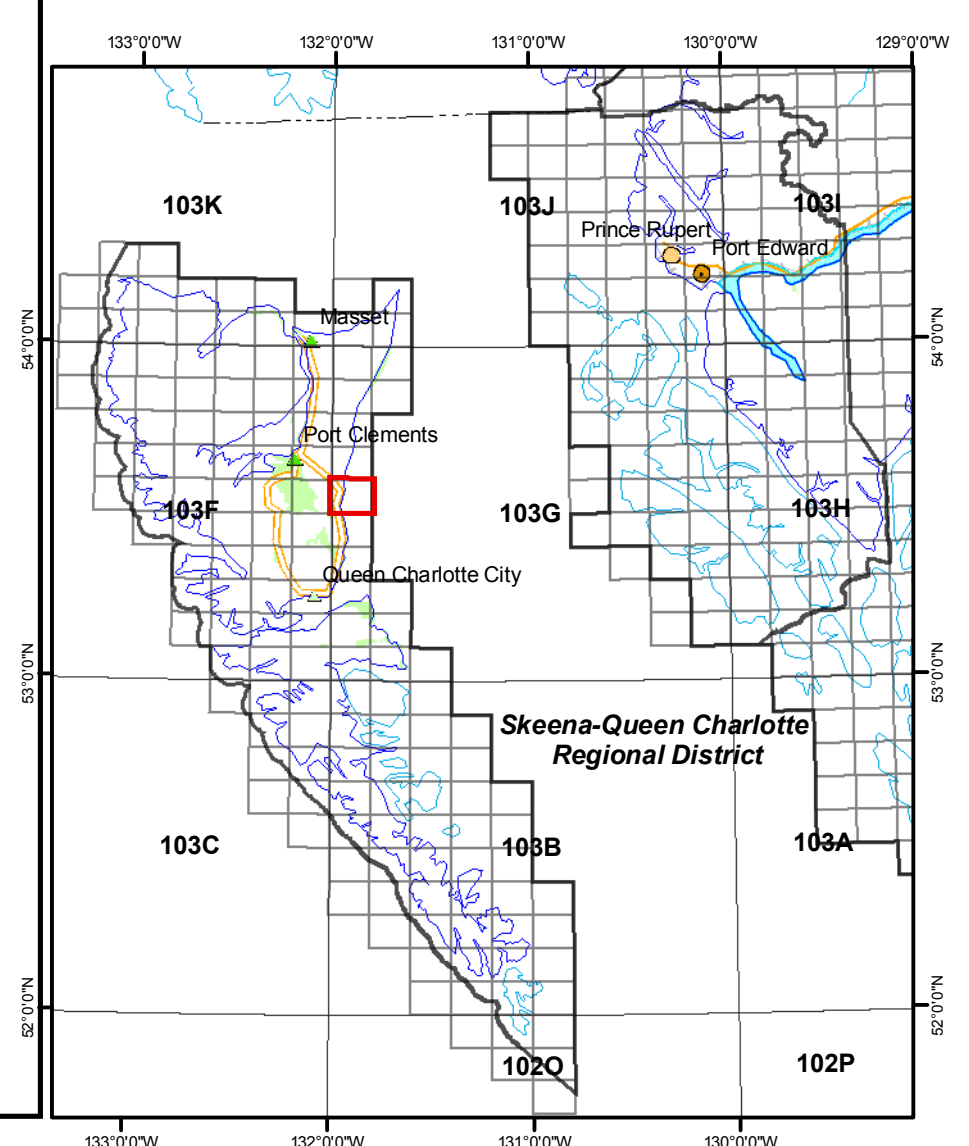 133°0'0"W 132°0'0"W 131°0'0"W 130°0'0"W 129°0'0"W
103K
103J
103I
Prince Rupert
Port Edward
Masset
54°0'0"N
54°0'0"N
Port Clements
103F
103G
103H
Queen Charlotte City
53°0'0"N
53°0'0"N
Skeena-Queen Charlotte
Regional District
103C
103B
103A
52°0'0"N
52°0'0"N
102O
102P
133°0'0"W 132°0'0"W 131°0'0"W 130°0'0"W